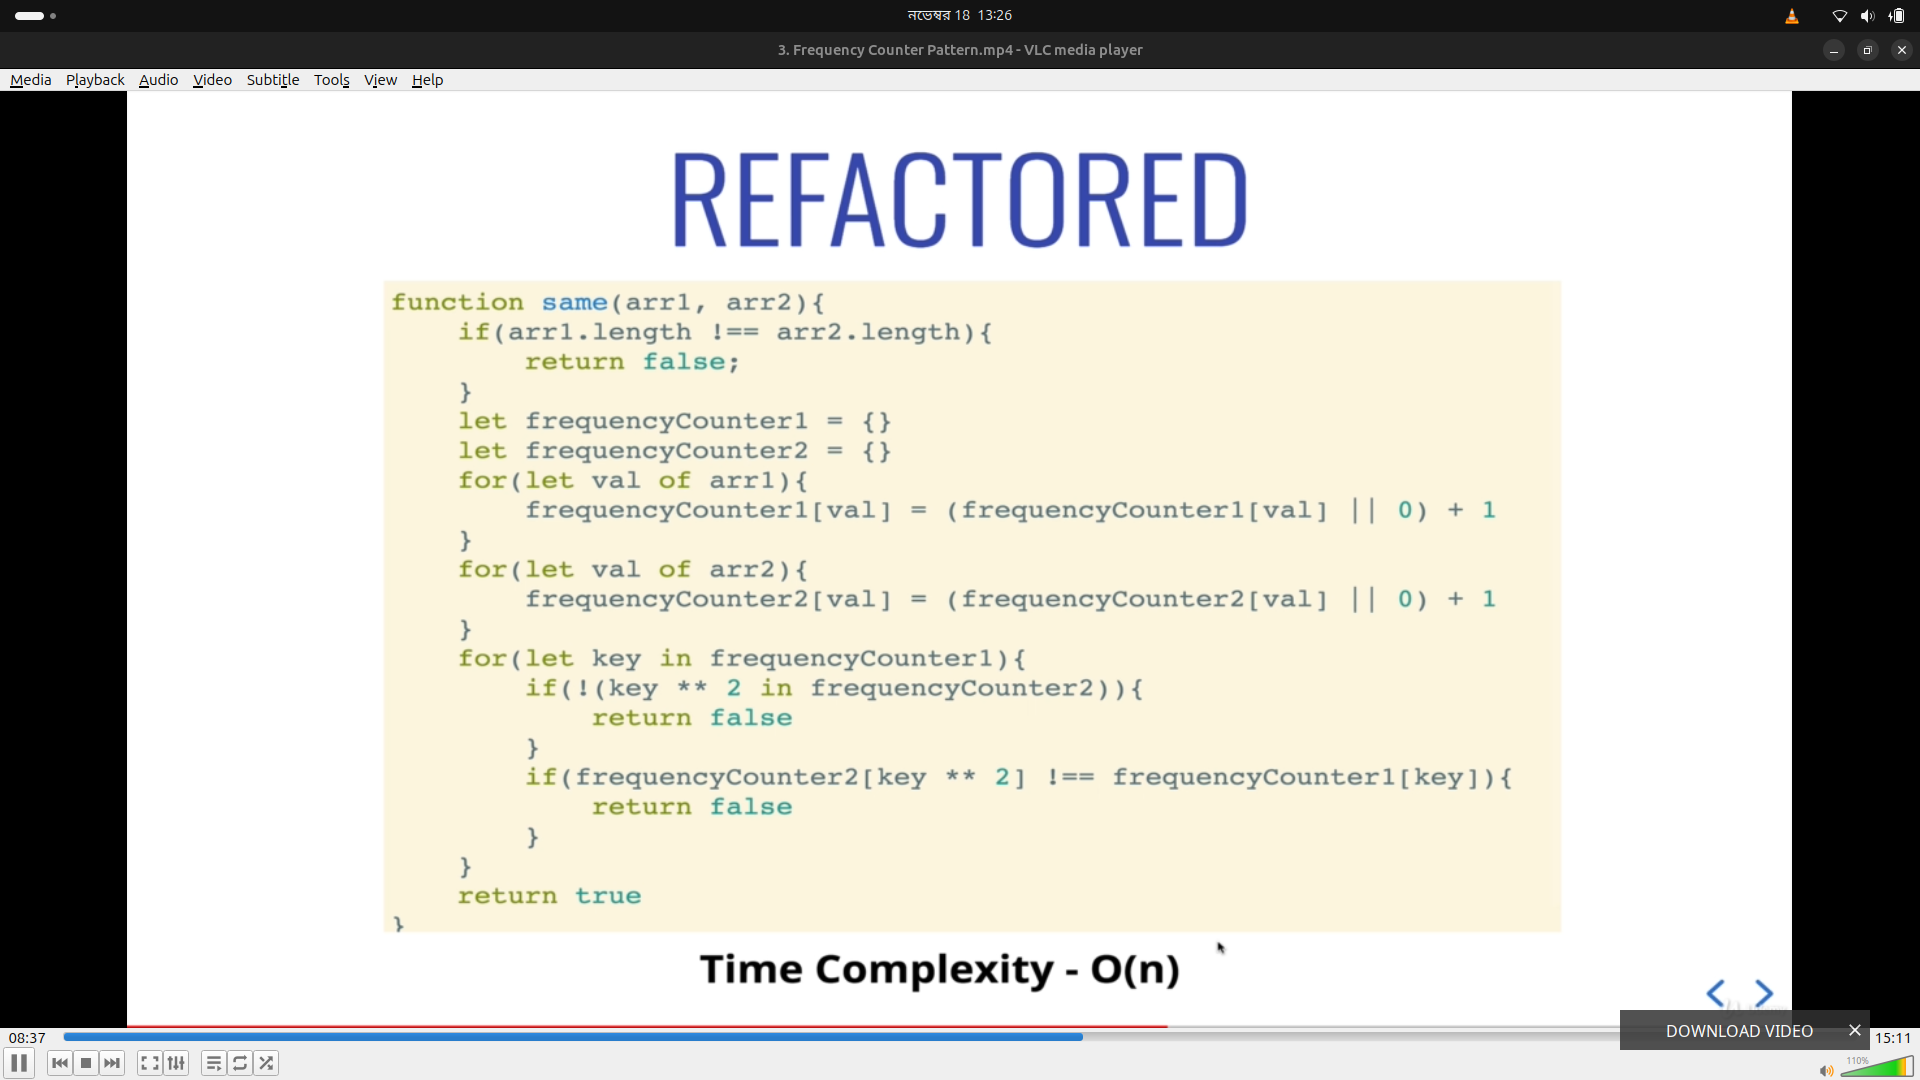 নভেম্বর 18 13:26
3. Frequency Counter Pattern.mp4 - VLC media player
Media Playback Audio Video Subtitle Tools View Help
REFACTORED
function same(arr1, arr2){
    if(arr1.length !== arr2.length){
        return false;
    }
    let frequencyCounter1 = {}
    let frequencyCounter2 = {}
    for(let val of arr1){
        frequencyCounter1[val] = (frequencyCounter1[val] || 0) + 1
    }
    for(let val of arr2){
        frequencyCounter2[val] = (frequencyCounter2[val] || 0) + 1
    }
    for(let key in frequencyCounter1){
        if(!(key ** 2 in frequencyCounter2)){
            return false
        }
        if(frequencyCounter2[key ** 2] !== frequencyCounter1[key]){
            return false
        }
    }
    return true
}
Time Complexity - O(n)
DOWNLOAD VIDEO
08:37
15:11
110%